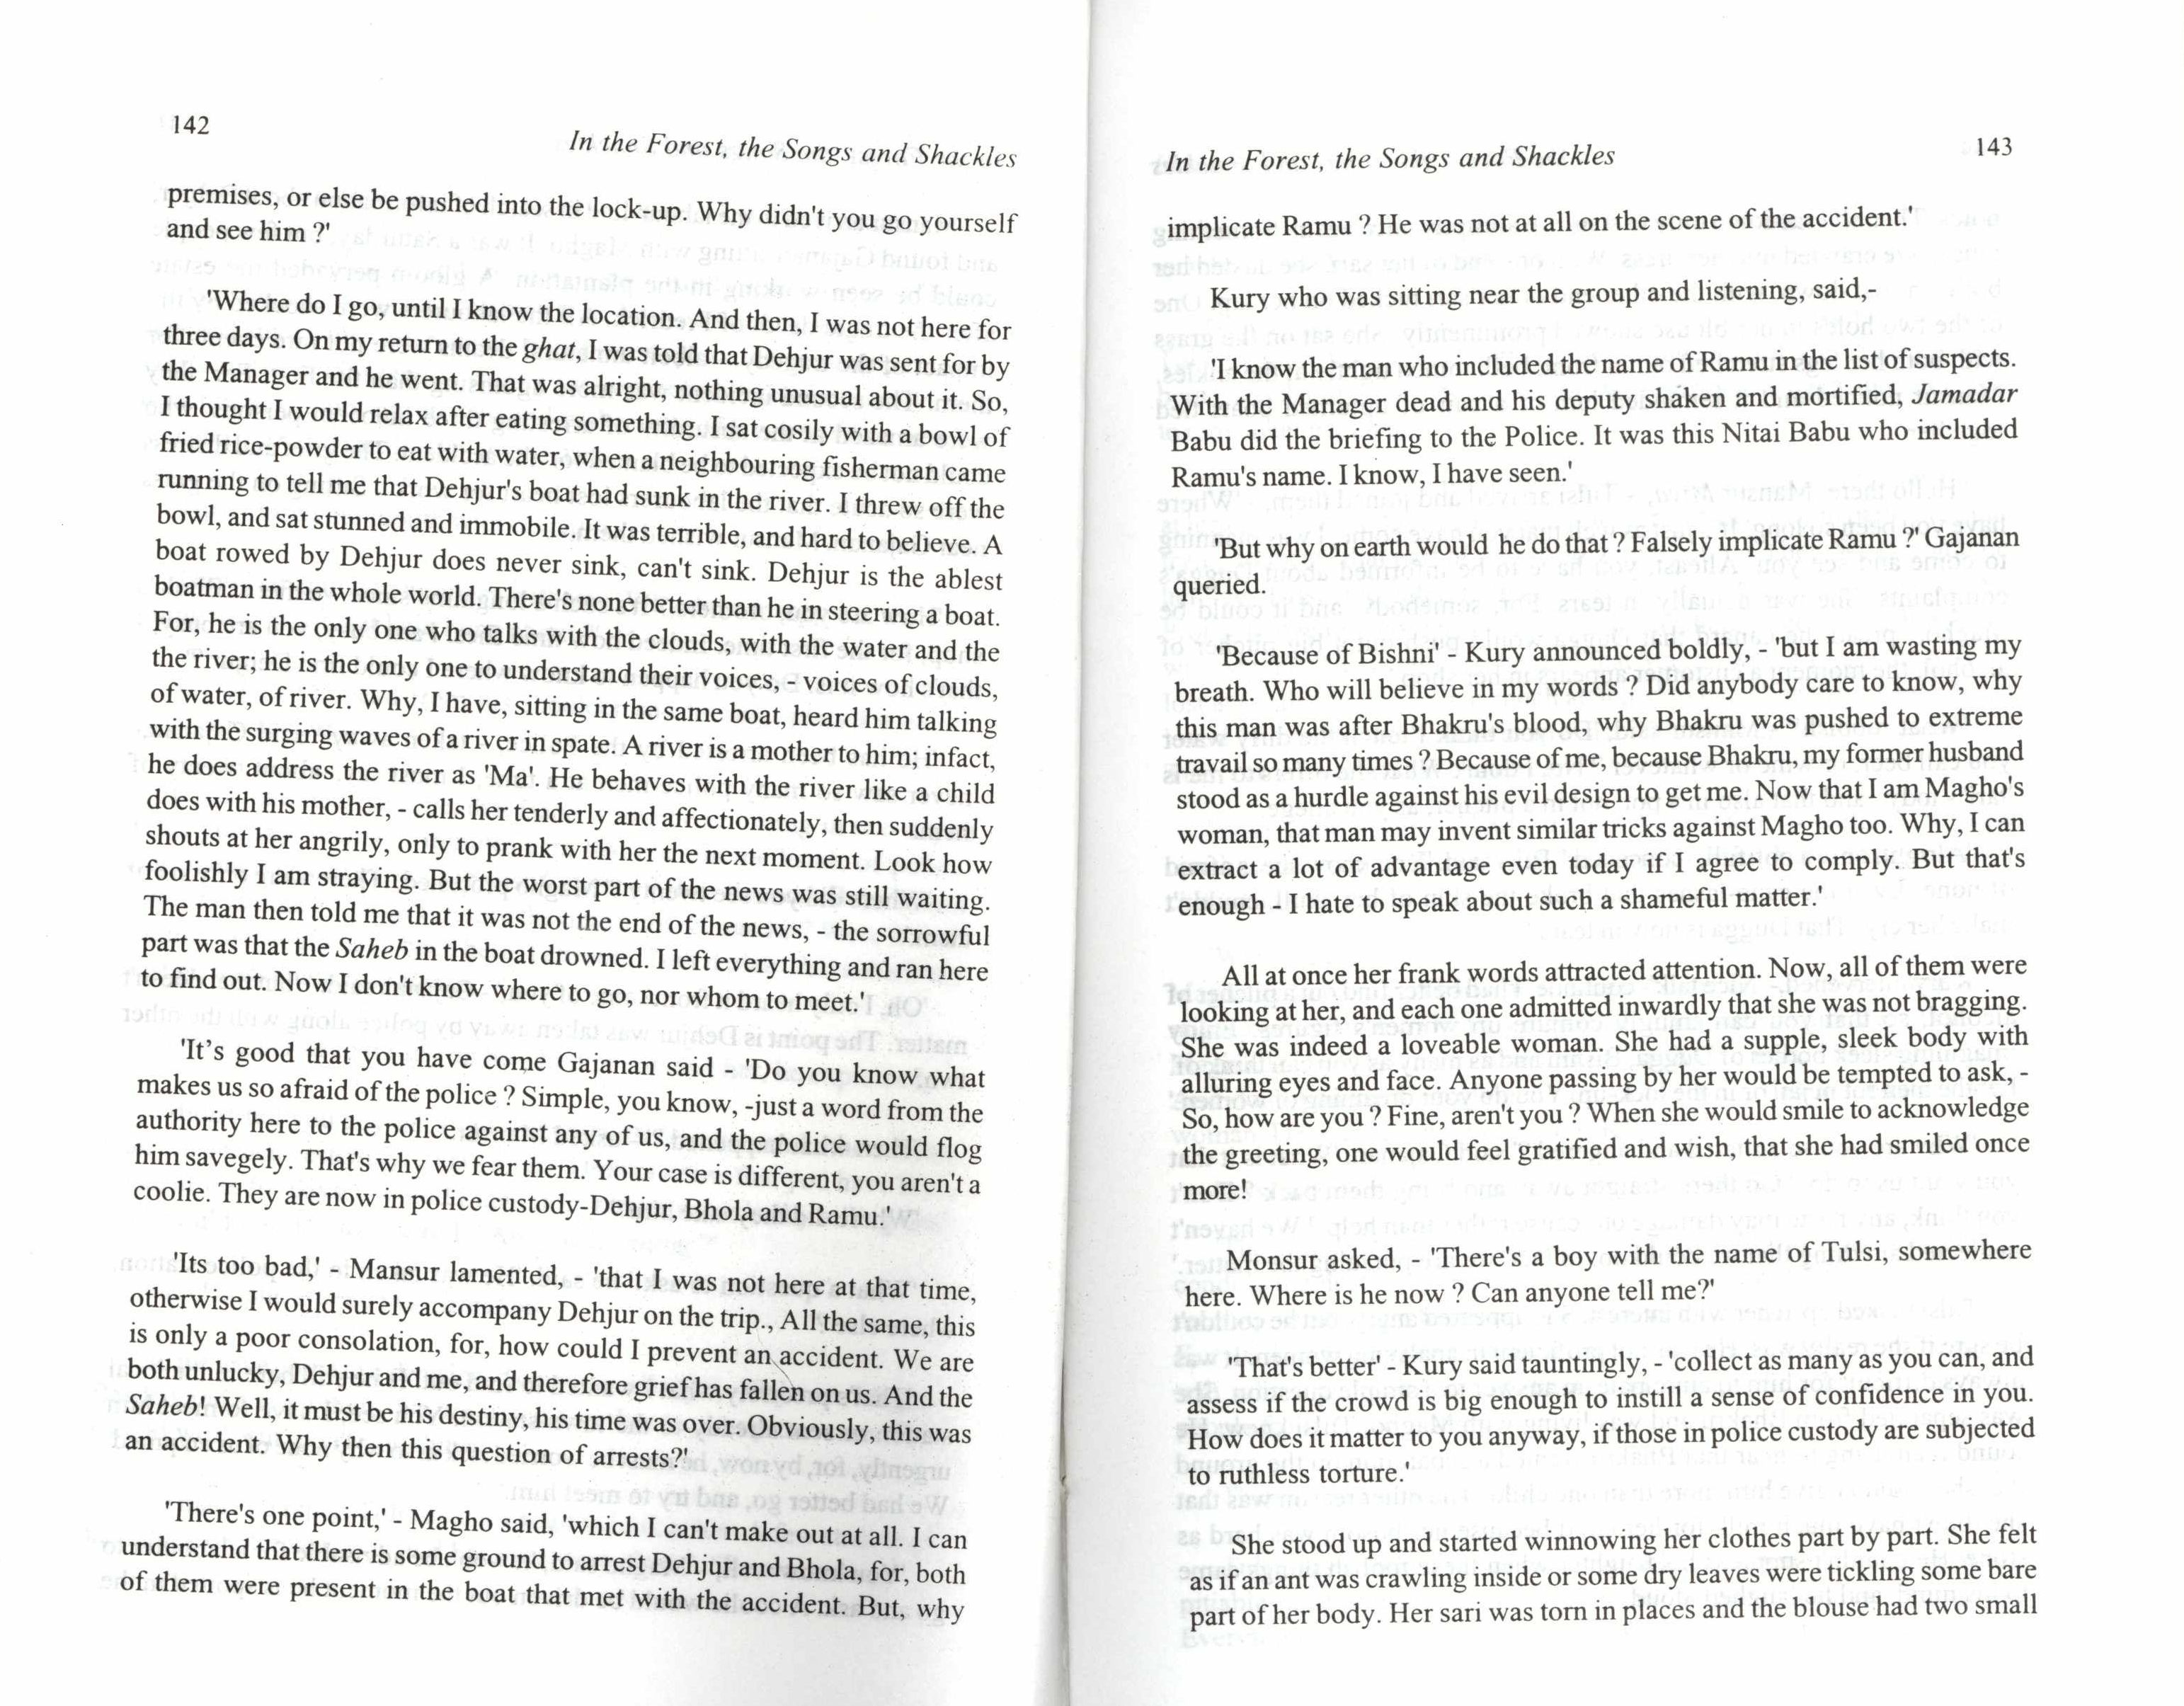 142
In the Forest, the Songs and Shackles
premises, or else be pushed into the lock-up. Why didn't you go yourself
and see him ?'
'Where do I go, until I know the location. And then, I was not here for
three days. On my return to the ghat, I was told that Dehjur was sent for by
the Manager and he went. That was alright, nothing unusual about it. So,
I thought I would relax after eating something. I sat cosily with a bowl of
fried rice-powder to eat with water, when a neighbouring fisherman came
running to tell me that Dehjur's boat had sunk in the river. I threw off the
bowl, and sat stunned and immobile. It was terrible, and hard to believe. A
boat rowed by Dehjur does never sink, can't sink. Dehjur is the ablest
boatman in the whole world. There's none better than he in steering a boat.
For, he is the only one who talks with the clouds, with the water and the
the river; he is the only one to understand their voices, - voices of clouds,
of water, of river. Why, I have, sitting in the same boat, heard him talking
with the surging waves of a river in spate. A river is a mother to him; infact,
he does address the river as 'Ma'. He behaves with the river like a child
does with his mother, - calls her tenderly and affectionately, then suddenly
shouts at her angrily, only to prank with her the next moment. Look how
foolishly I am straying. But the worst part of the news was still waiting.
The man then told me that it was not the end of the news, - the sorrowful
part was that the Saheb in the boat drowned. I left everything and ran here
to find out. Now I don't know where to go, nor whom to meet.'
'It's good that you have come Gajanan said - 'Do you know what
makes us so afraid of the police ? Simple, you know, -just a word from the
authority here to the police against any of us, and the police would flog
him savegely. That's why we fear them. Your case is different, you aren't a
coolie. They are now in police custody-Dehjur, Bhola and Ramu.'
'Its too bad,' - Mansur lamented, - 'that I was not here at that time,
otherwise I would surely accompany Dehjur on the trip., All the same, this
is only a poor consolation, for, how could I prevent an accident. We are
both unlucky, Dehjur and me, and therefore grief has fallen on us. And the
Saheb! Well, it must be his destiny, his time was over. Obviously, this was
an accident. Why then this question of arrests?'
'There's one point,' - Magho said, 'which I can't make out at all. I can
understand that there is some ground to arrest Dehjur and Bhola, for, both
of them were present in the boat that met with the accident. But, why
In the Forest, the Songs and Shackles
143
implicate Ramu ? He was not at all on the scene of the accident.'
Kury who was sitting near the group and listening, said,-
'I know the man who included the name of Ramu in the list of suspects.
With the Manager dead and his deputy shaken and mortified, Jamadar
Babu did the briefing to the Police. It was this Nitai Babu who included
Ramu's name. I know, I have seen.'
'But why on earth would he do that ? Falsely implicate Ramu ?' Gajanan
queried.
'Because of Bishni' - Kury announced boldly, - 'but I am wasting my
breath. Who will believe in my words ? Did anybody care to know, why
this man was after Bhakru's blood, why Bhakru was pushed to extreme
travail so many times ? Because of me, because Bhakru, my former husband
stood as a hurdle against his evil design to get me. Now that I am Magho's
woman, that man may invent similar tricks against Magho too. Why, I can
extract a lot of advantage even today if I agree to comply. But that's
enough - I hate to speak about such a shameful matter.'
All at once her frank words attracted attention. Now, all of them were
looking at her, and each one admitted inwardly that she was not bragging.
She was indeed a loveable woman. She had a supple, sleek body with
alluring eyes and face. Anyone passing by her would be tempted to ask, -
So, how are you ? Fine, aren't you ? When she would smile to acknowledge
the greeting, one would feel gratified and wish, that she had smiled once
more!
Monsur asked, - 'There's a boy with the name of Tulsi, somewhere
here. Where is he now ? Can anyone tell me?'
'That's better' - Kury said tauntingly, - 'collect as many as you can, and
assess if the crowd is big enough to instill a sense of confidence in you.
How does it matter to you anyway, if those in police custody are subjected
to ruthless torture.'
She stood up and started winnowing her clothes part by part. She felt
as if an ant was crawling inside or some dry leaves were tickling some bare
part of her body. Her sari was torn in places and the blouse had two small